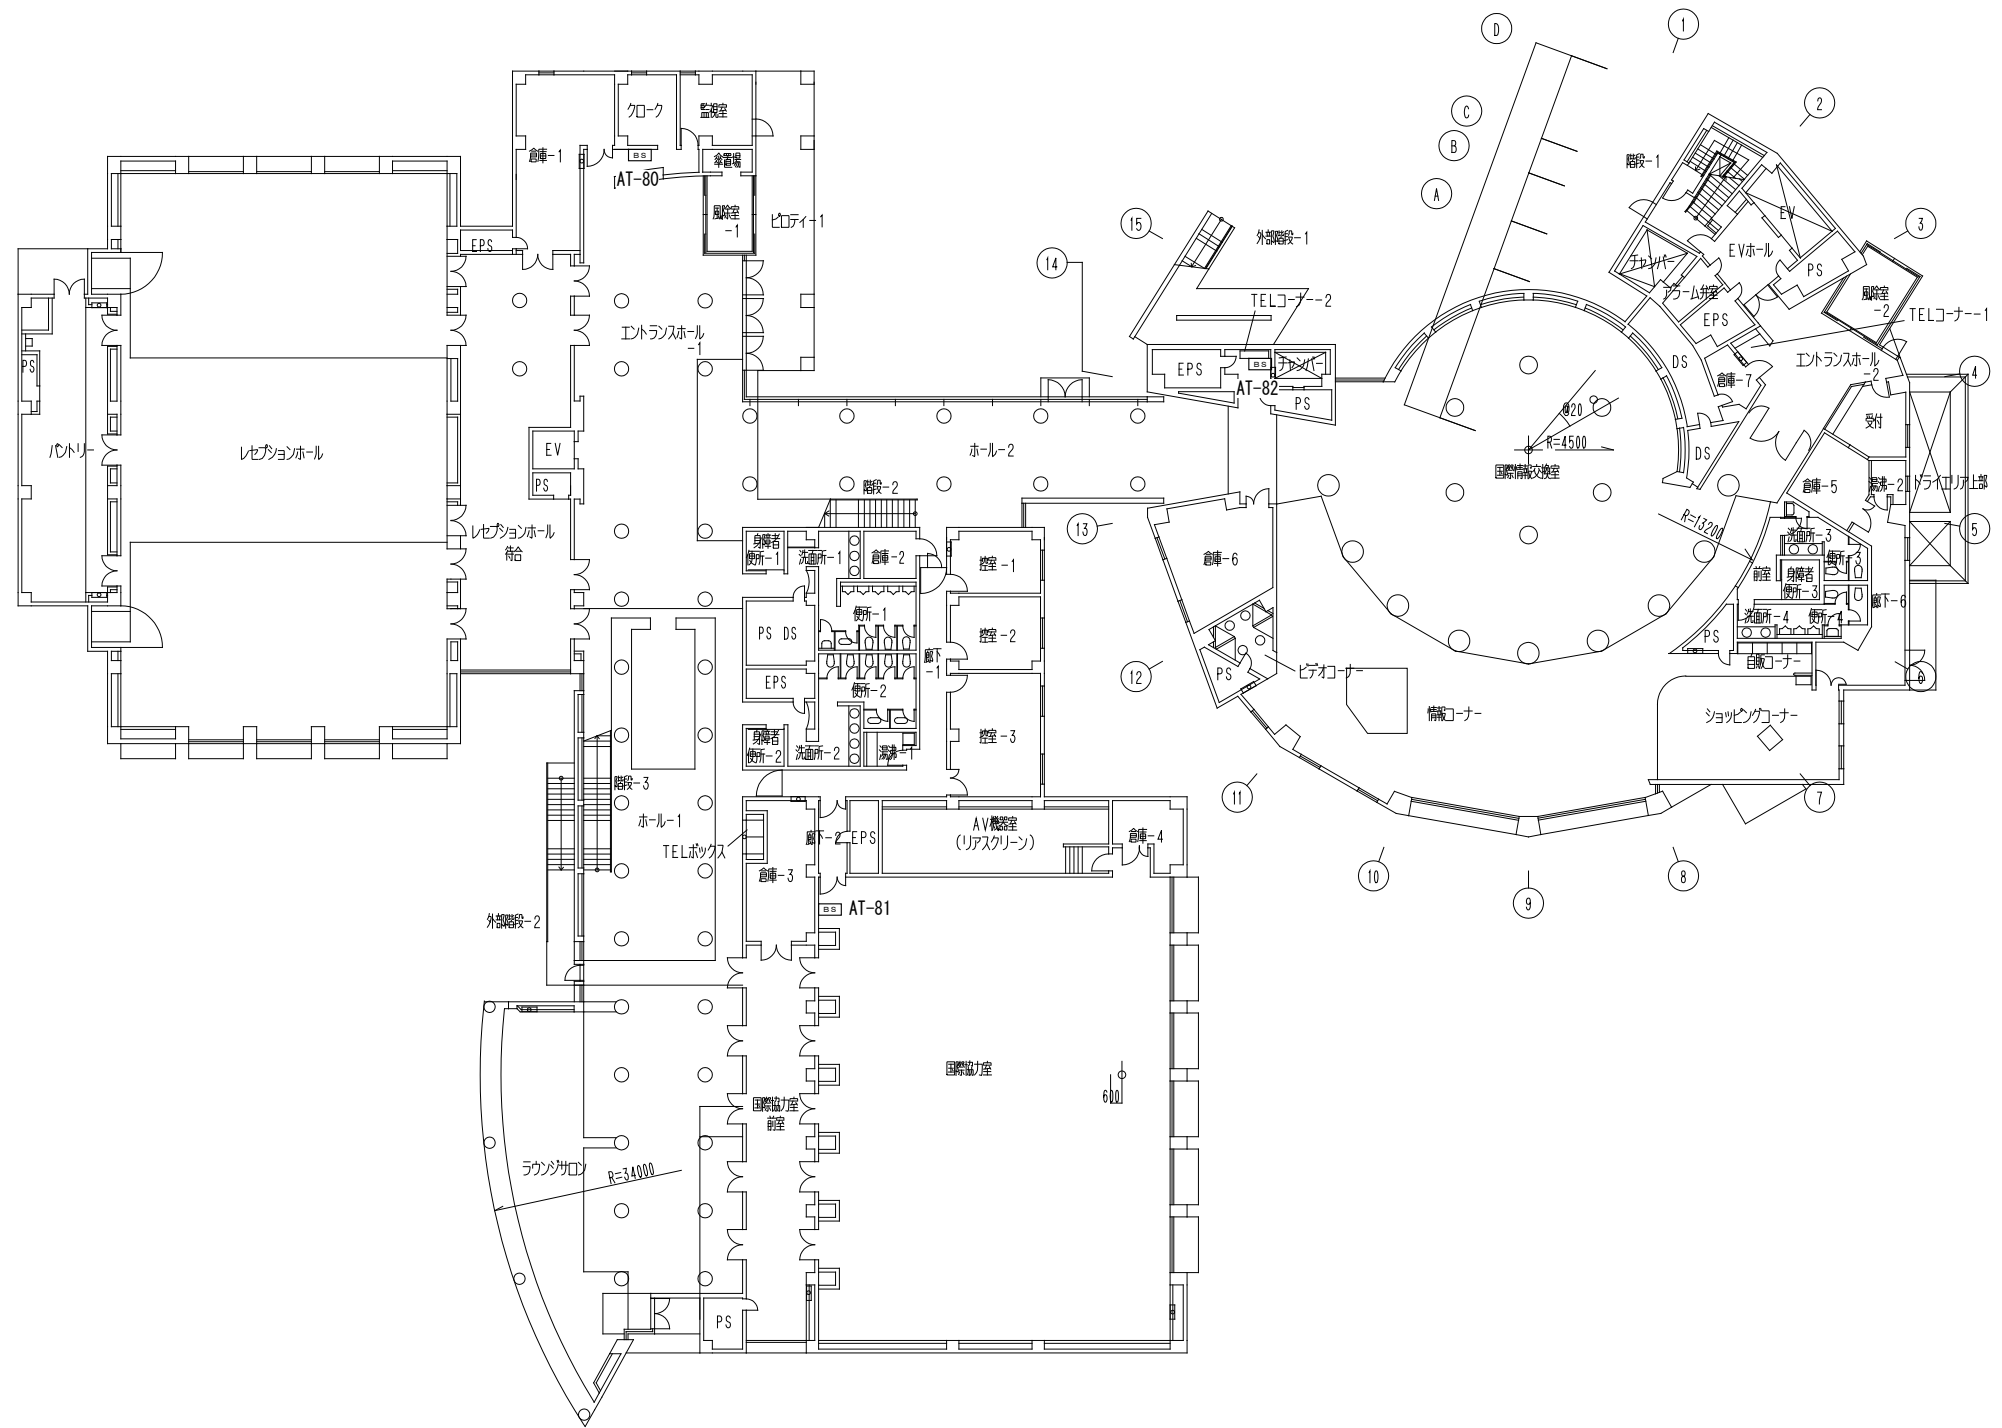 D
1
C
2
B
A
クローク
監視室
倉庫-1
BS
傘置場
AT-80
風除室
-1
ピロティ-1
EPS
階段-1
EV
3
15
外部階段-1
14
チャンバー
EVホール
PS
アラーム弁室
風除室
-2
TELコーナー-2
TELコーナー-1
EPS
エントランスホール
-1
DS
エントランスホール
-2
倉庫-7
EPS
BS
チャンバー
AT-82
PS
4
PS
@20
R=4500
受付
パントリー
レセプションホール
EV
PS
ホール-2
国際情報交換室
DS
倉庫-5
湯沸-2
ドライエリア上部
階段-2
レセプションホール
待合
13
R=13200
5
身障者
便所-1
洗面所-1
倉庫-2
控室-1
倉庫-6
洗面所-3
便所-3
前室
身障者
便所-3
廊下-6
便所-1
洗面所-4
便所-4
PS DS
控室-2
PS
廊下
-1
自販コーナー
12
ビデオコーナー
PS
6
EPS
便所-2
情報コーナー
ショッピングコーナー
身障者
便所-2
洗面所-2
湯沸-1
控室-3
階段-3
11
7
ホール-1
TELボックス
廊下-2
EPS
AV機器室
(リアスクリーン)
倉庫-4
倉庫-3
10
9
8
外部階段-2
BS
AT-81
国際協力室
600
国際協力室
前室
ラウンジサロン
R=34000
PS